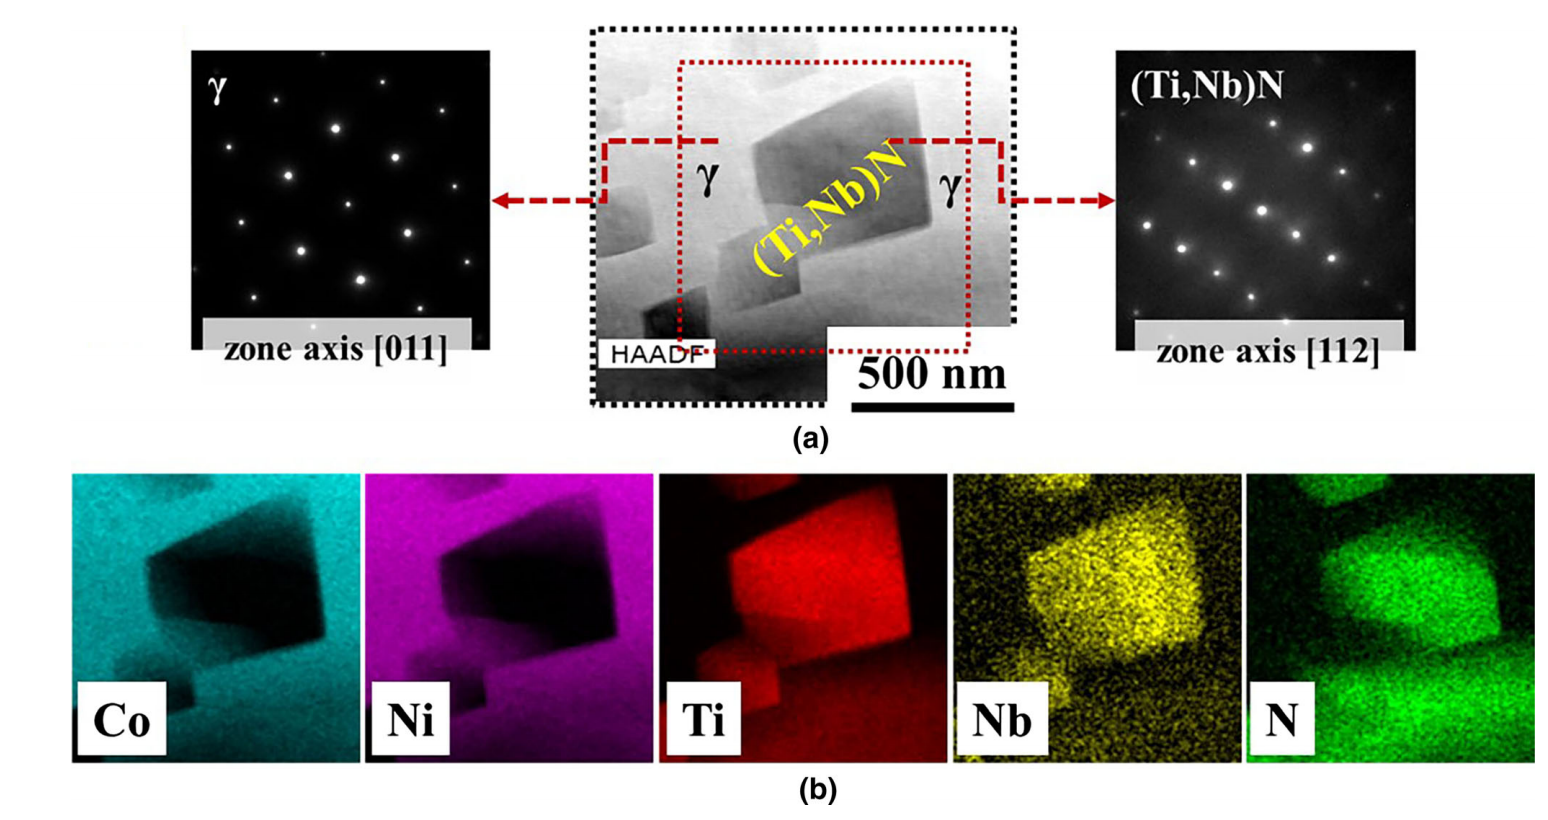 γ
zone axis [011]
γ
(Ti,Nb)N
γ
HAADF
500 nm
(Ti,Nb)N
zone axis [112]
(a)
Co
Ni
Ti
Nb
N
(b)